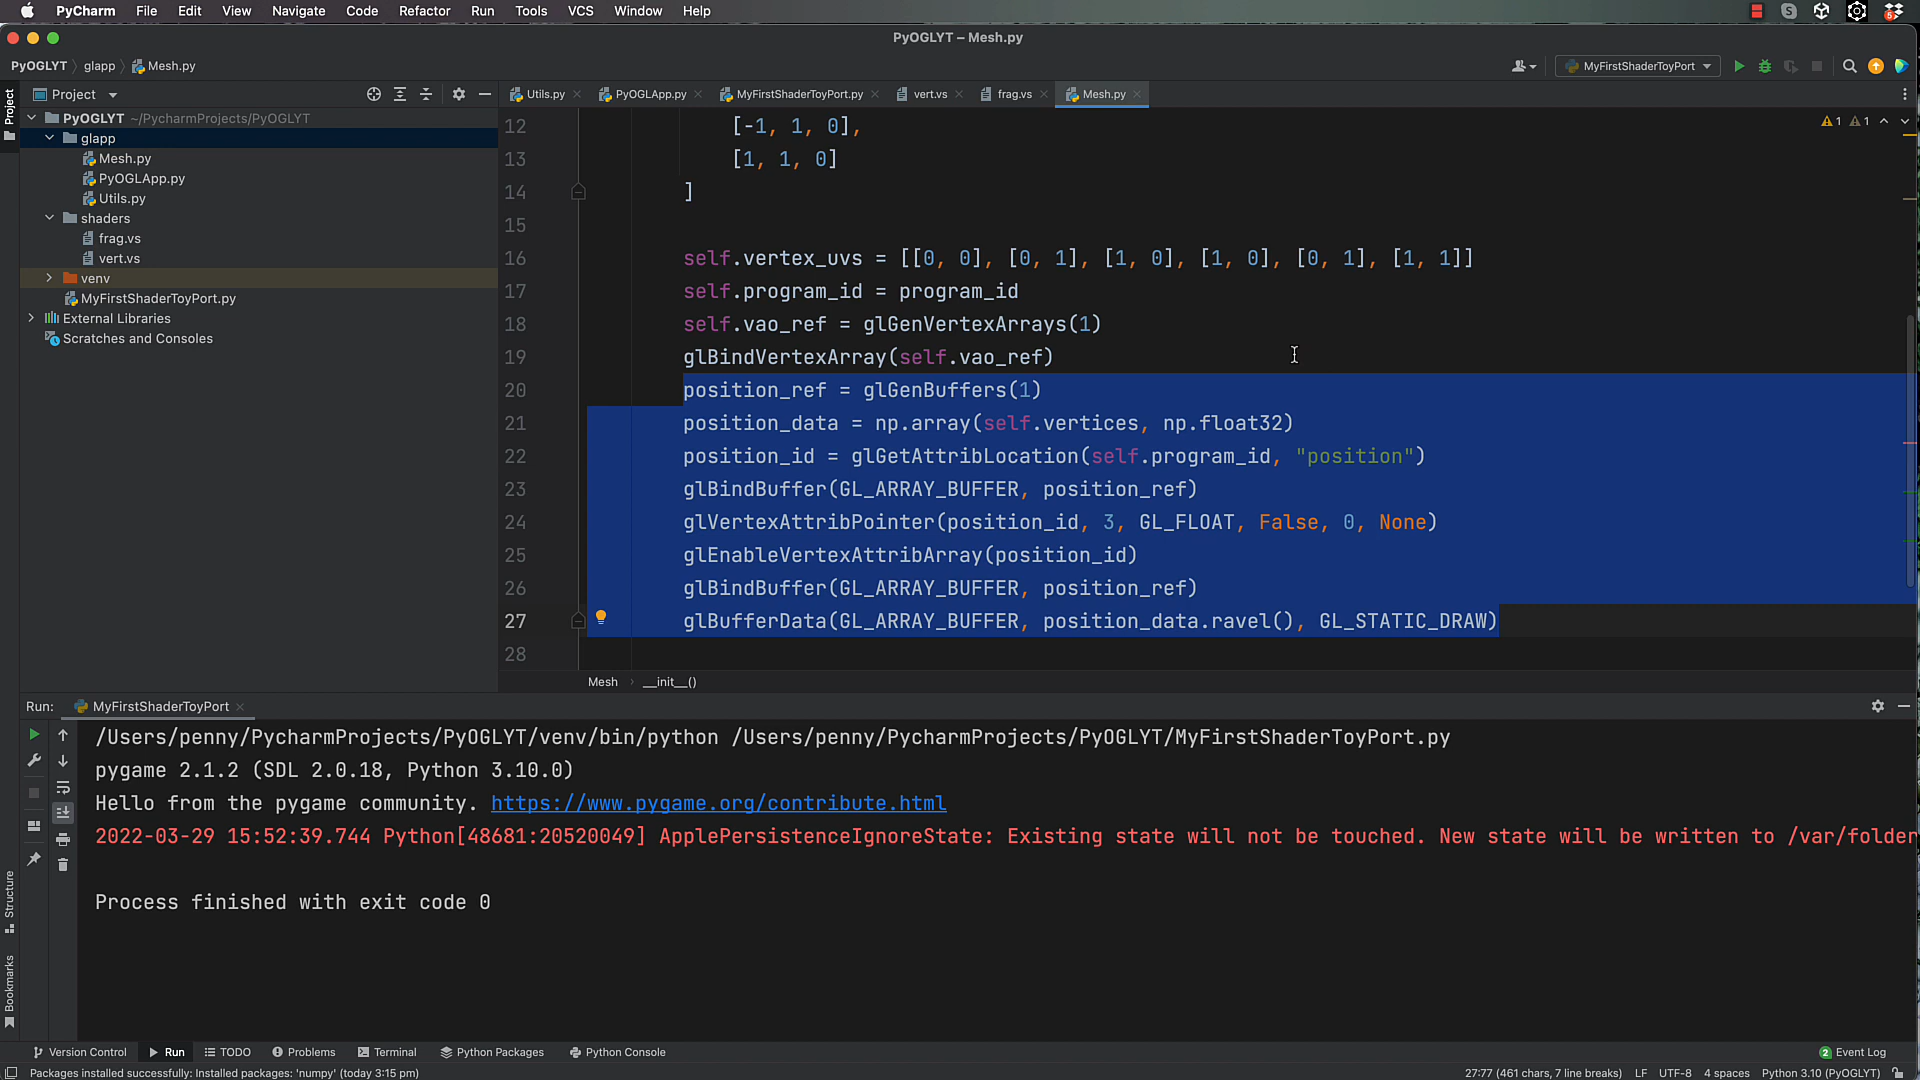 PyCharm File Edit View Navigate Code Refactor Run Tools VCS Window Help
PyOGLYT – Mesh.py
PyOGLYT glapp Mesh.py
MyFirstShaderToyPort
Project
Utils.py PyOGLApp.py MyFirstShaderToyPort.py vert.vs frag.vs Mesh.py
Project
PyOGLYT ~/PycharmProjects/PyOGLYT
glapp
Mesh.py
PyOGLApp.py
Utils.py
shaders
frag.vs
vert.vs
venv
MyFirstShaderToyPort.py
External Libraries
Scratches and Consoles
1 1
12 [-1, 1, 0],
13 [1, 1, 0]
14 ]
15
16 self.vertex_uvs = [[0, 0], [0, 1], [1, 0], [1, 0], [0, 1], [1, 1]]
17 self.program_id = program_id
18 self.vao_ref = glGenVertexArrays(1)
19 glBindVertexArray(self.vao_ref)
20 position_ref = glGenBuffers(1)
21 position_data = np.array(self.vertices, np.float32)
22 position_id = glGetAttribLocation(self.program_id, "position")
23 glBindBuffer(GL_ARRAY_BUFFER, position_ref)
24 glVertexAttribPointer(position_id, 3, GL_FLOAT, False, 0, None)
25 glEnableVertexAttribArray(position_id)
26 glBindBuffer(GL_ARRAY_BUFFER, position_ref)
27 glBufferData(GL_ARRAY_BUFFER, position_data.ravel(), GL_STATIC_DRAW)
28
Mesh __init__()
Run: MyFirstShaderToyPort
/Users/penny/PycharmProjects/PyOGLYT/venv/bin/python /Users/penny/PycharmProjects/PyOGLYT/MyFirstShaderToyPort.py
pygame 2.1.2 (SDL 2.0.18, Python 3.10.0)
Hello from the pygame community. https://www.pygame.org/contribute.html
2022-03-29 15:52:39.744 Python[48681:20520049] ApplePersistenceIgnoreState: Existing state will not be touched. New state will be written to /var/folder
Process finished with exit code 0
Structure
Bookmarks
Version Control Run TODO Problems Terminal Python Packages Python Console 2 Event Log
Packages installed successfully: Installed packages: 'numpy' (today 3:15 pm) 27:77 (461 chars, 7 line breaks) LF UTF-8 4 spaces Python 3.10 (PyOGLYT)